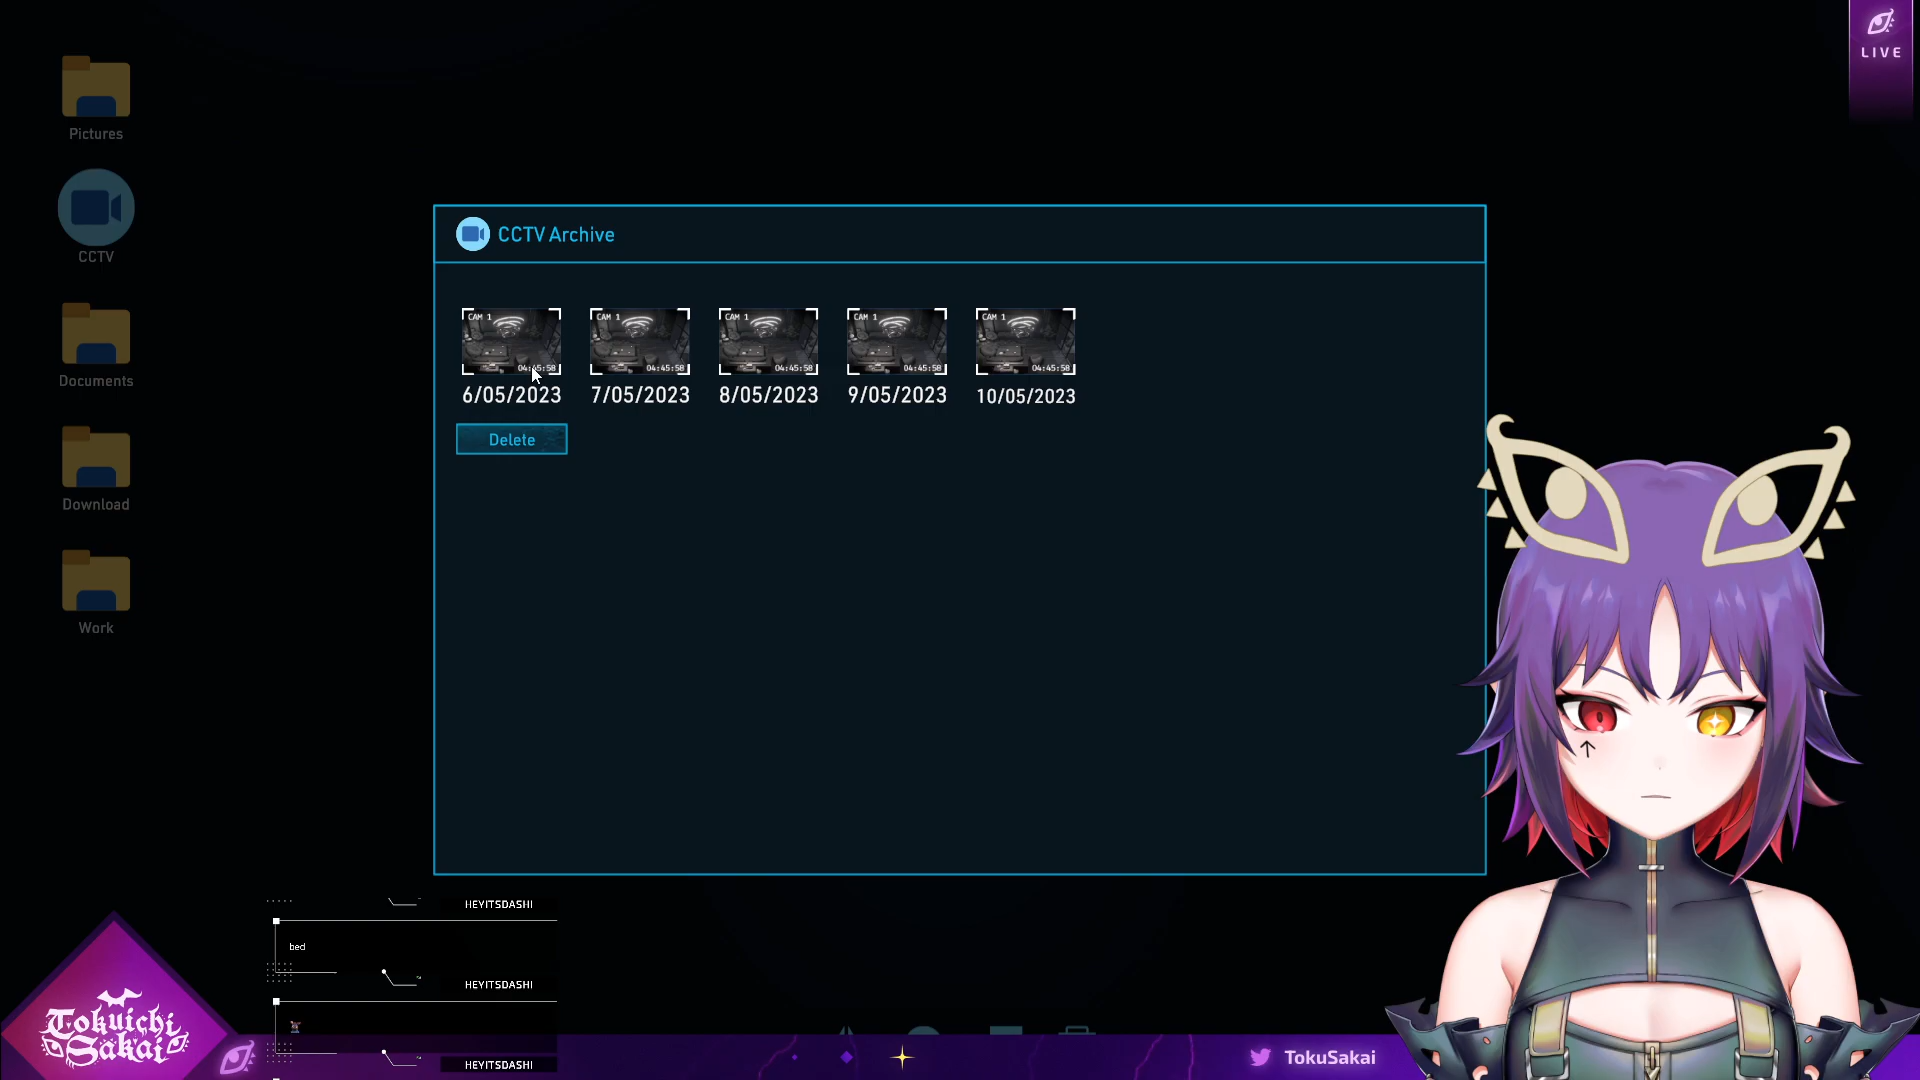 LIVE
Pictures
CCTV
Documents
Download
Work
CCTV Archive
CAM 1
04:45:58
6/05/2023
CAM 1
04:45:58
7/05/2023
CAM 1
04:45:58
8/05/2023
CAM 1
04:45:58
9/05/2023
CAM 1
04:45:58
10/05/2023
Delete
HEYITSDASHI
bed
HEYITSDASHI
HEYITSDASHI
Tokuichi
Sakai
TokuSakai